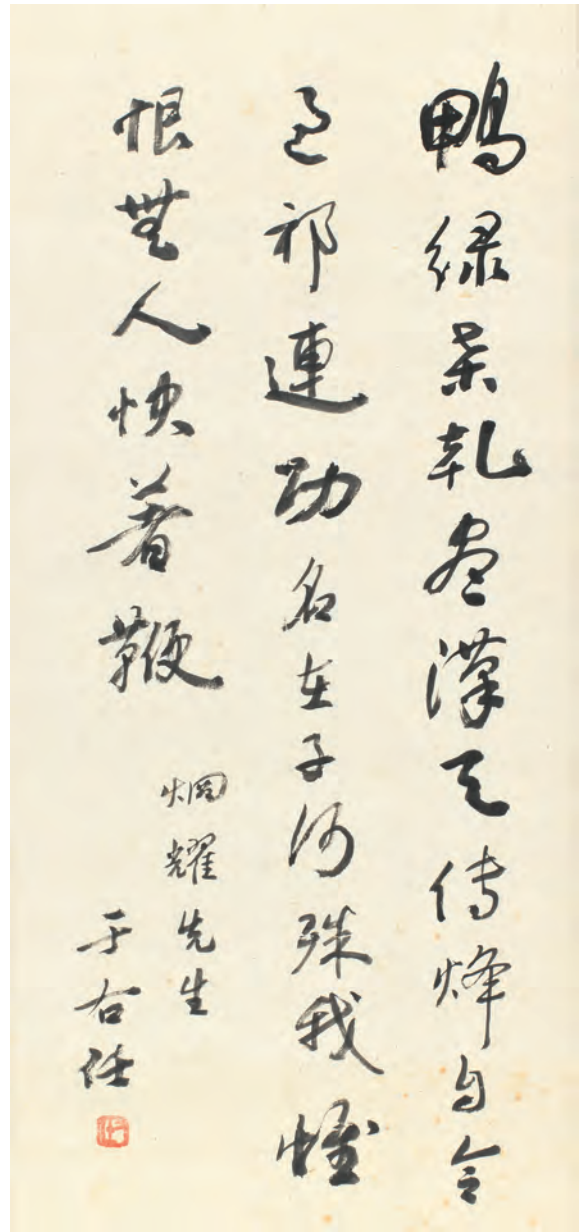 鴨綠桑乾盡漢天傳烽自合
過祁連功名在子何殊我惟
恨無人快著鞭
烱耀先生
于右任